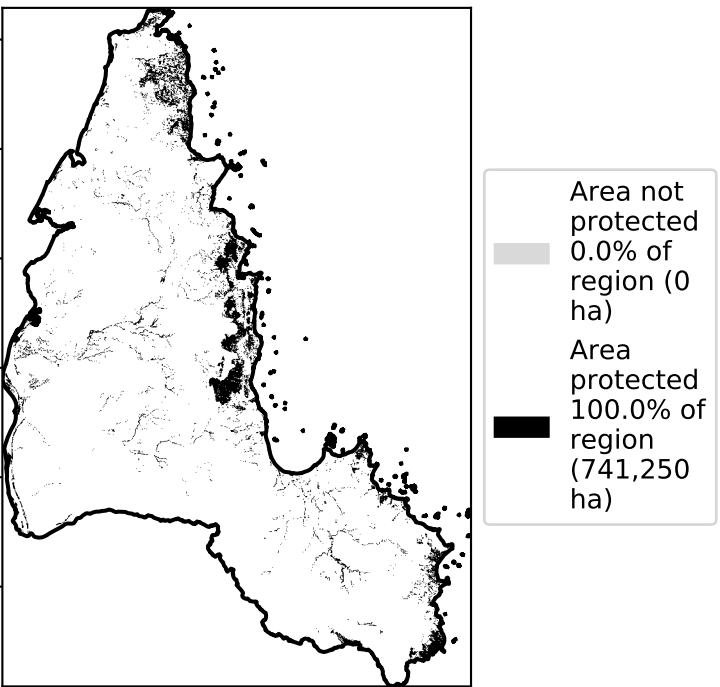 Area not
protected
0.0% of
region (0
ha)
Area
protected
100.0% of
region
(741,250
ha)